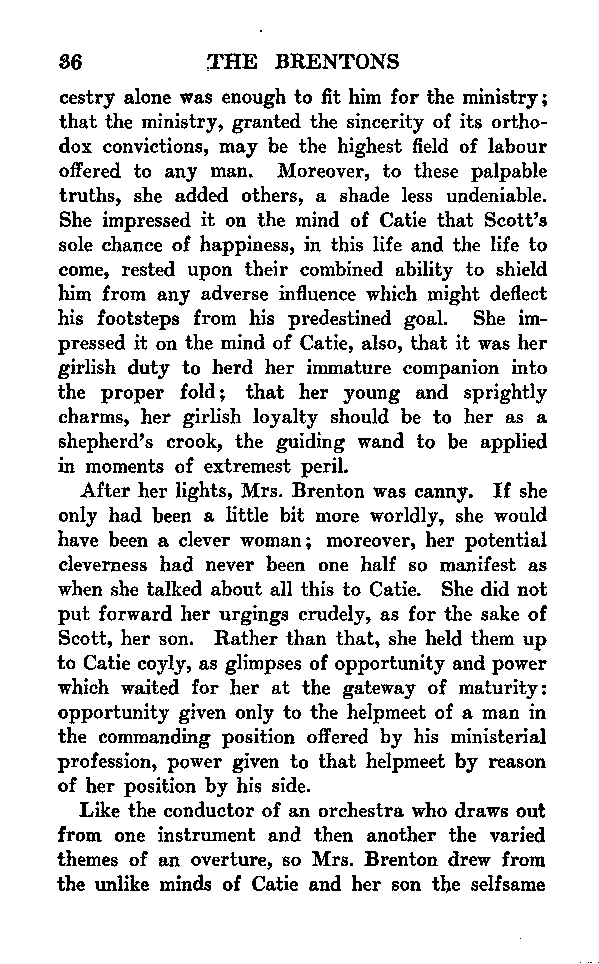 36 THE BRENTONS
cestry alone was enough to fit him for the ministry;
that the ministry, granted the sincerity of its ortho-
dox convictions, may be the highest field of labour
offered to any man. Moreover, to these palpable
truths, she added others, a shade less undeniable.
She impressed it on the mind of Catie that Scott's
sole chance of happiness, in this life and the life to
come, rested upon their combined ability to shield
him from any adverse influence which might deflect
his footsteps from his predestined goal. She im-
pressed it on the mind of Catie, also, that it was her
girlish duty to herd her immature companion into
the proper fold; that her young and sprightly
charms, her girlish loyalty should be to her as a
shepherd's crook, the guiding wand to be applied
in moments of extremest peril.
After her lights, Mrs. Brenton was canny. If she
only had been a little bit more worldly, she would
have been a clever woman; moreover, her potential
cleverness had never been one half so manifest as
when she talked about all this to Catie. She did not
put forward her urgings crudely, as for the sake of
Scott, her son. Rather than that, she held them up
to Catie coyly, as glimpses of opportunity and power
which waited for her at the gateway of maturity:
opportunity given only to the helpmeet of a man in
the commanding position offered by his ministerial
profession, power given to that helpmeet by reason
of her position by his side.
Like the conductor of an orchestra who draws out
from one instrument and then another the varied
themes of an overture, so Mrs. Brenton drew from
the unlike minds of Catie and her son the selfsame